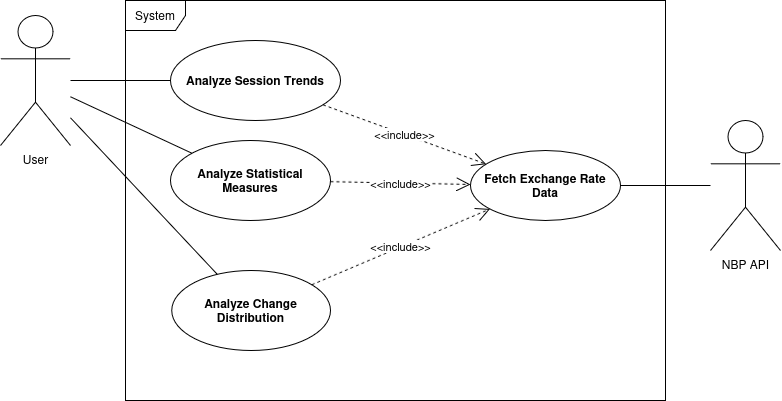 System
Analyze Session Trends
<<include>>
User
Analyze Statistical
Measures
<<include>>
Fetch Exchange Rate
Data
<<include>>
NBP API
Analyze Change
Distribution